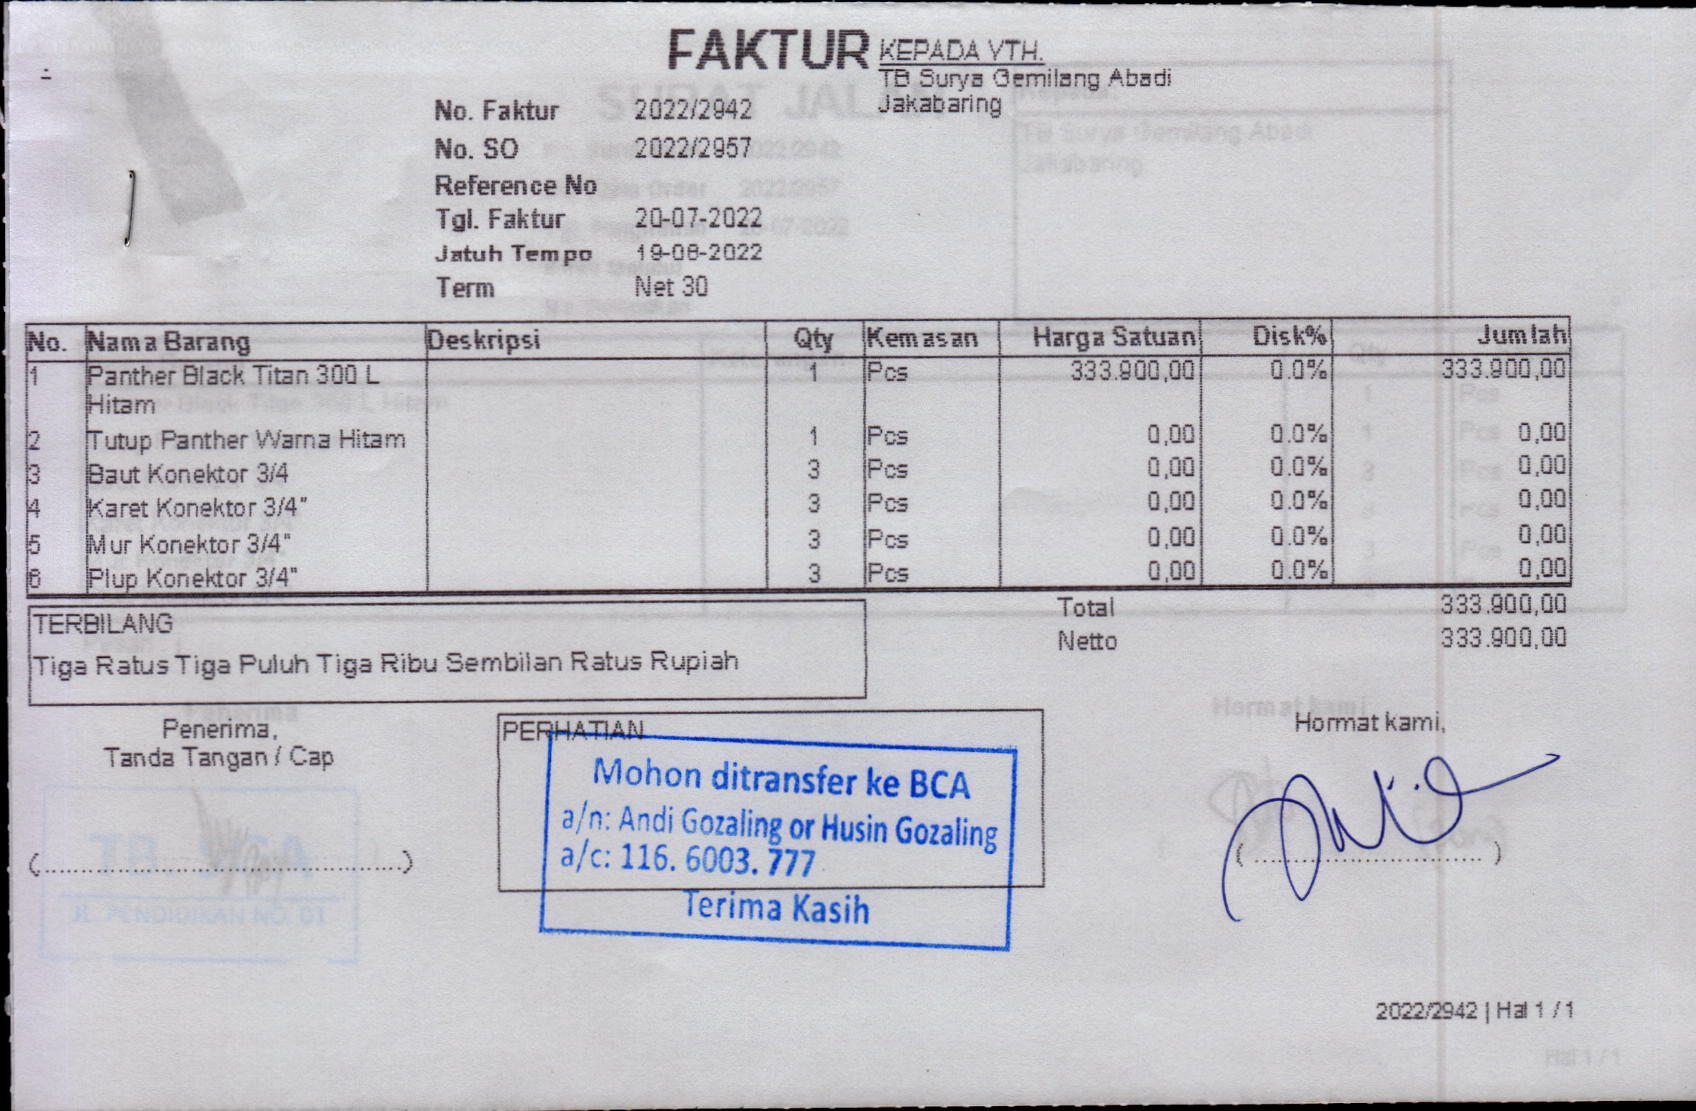 FAKTUR
KEPADA YTH.
TB Surya Gemilang Abadi
Jakabaring
No. Faktur 2022/2942
No. SO 2022/2957
Reference No
Tgl. Faktur 20-07-2022
Jatuh Tempo 19-08-2022
Term Net 30
No. Nama Barang Deskripsi Qty Kemasan Harga Satuan Disk% Jumlah
1 Panther Black Titan 300 L 1 Pcs 333.900,00 0.0% 333.900,00
Hitam
2 Tutup Panther Warna Hitam 1 Pcs 0,00 0.0% 0,00
3 Baut Konektor 3/4 3 Pcs 0,00 0.0% 0,00
4 Karet Konektor 3/4" 3 Pcs 0,00 0.0% 0,00
5 Mur Konektor 3/4" 3 Pcs 0,00 0.0% 0,00
6 Plup Konektor 3/4" 3 Pcs 0,00 0.0% 0,00
Total 333.900,00
Netto 333.900,00
TERBILANG
Tiga Ratus Tiga Puluh Tiga Ribu Sembilan Ratus Rupiah
Penerima,
Tanda Tangan / Cap
(........................................................)
PERHATIAN
Mohon ditransfer ke BCA
a/n: Andi Gozaling or Husin Gozaling
a/c: 116. 6003. 777
Terima Kasih
Hormat kami,
(.................................... )
2022/2942 | Hal 1 / 1